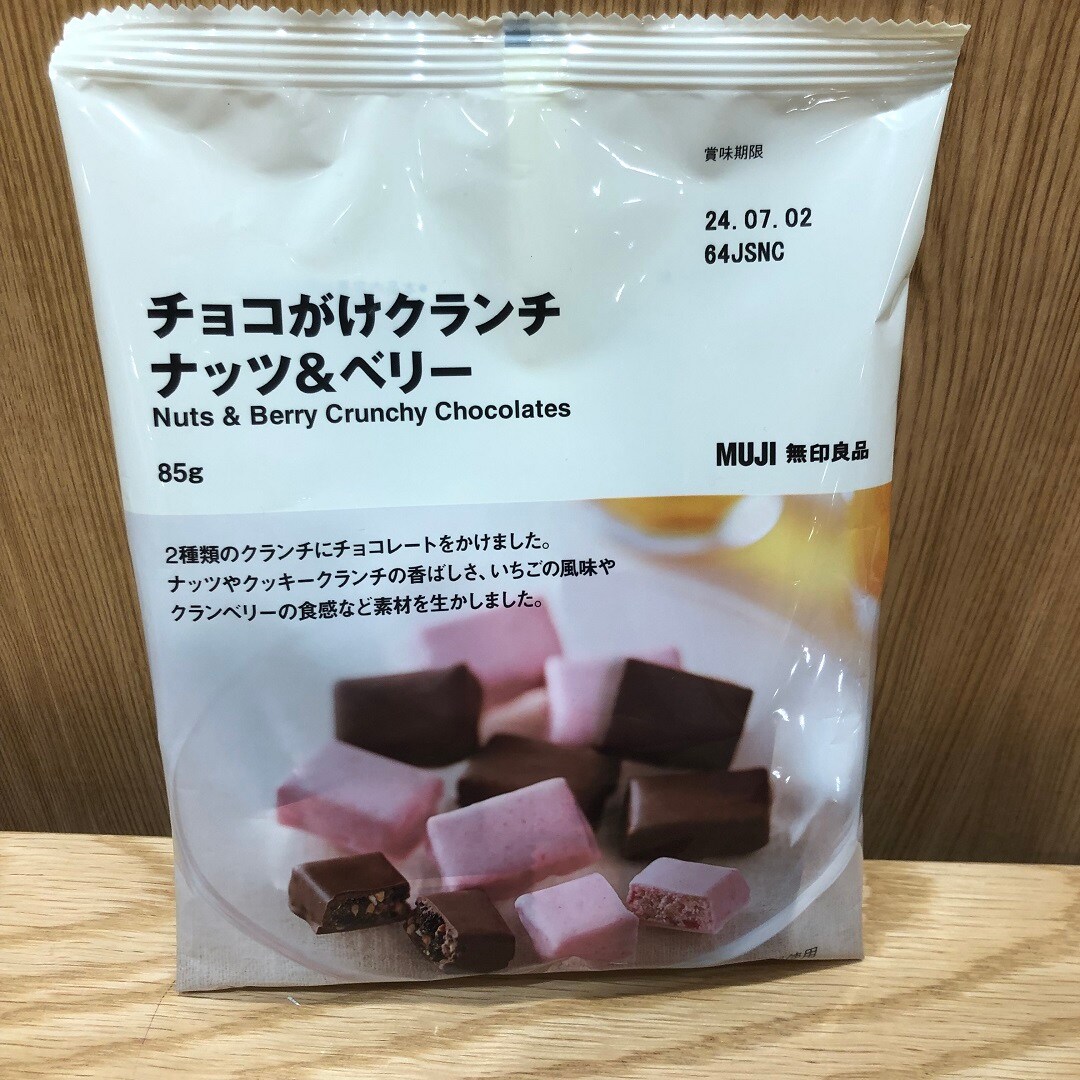 賞味期限
24.07.02
64JSNC
チョコがけクランチ
ナッツ&ベリー
Nuts & Berry Crunchy Chocolates
85g
MUJI 無印良品
2種類のクランチにチョコレートをかけました。
ナッツやクッキークランチの香ばしさ、いちごの風味や
クランベリーの食感など素材を生かしました。
使用